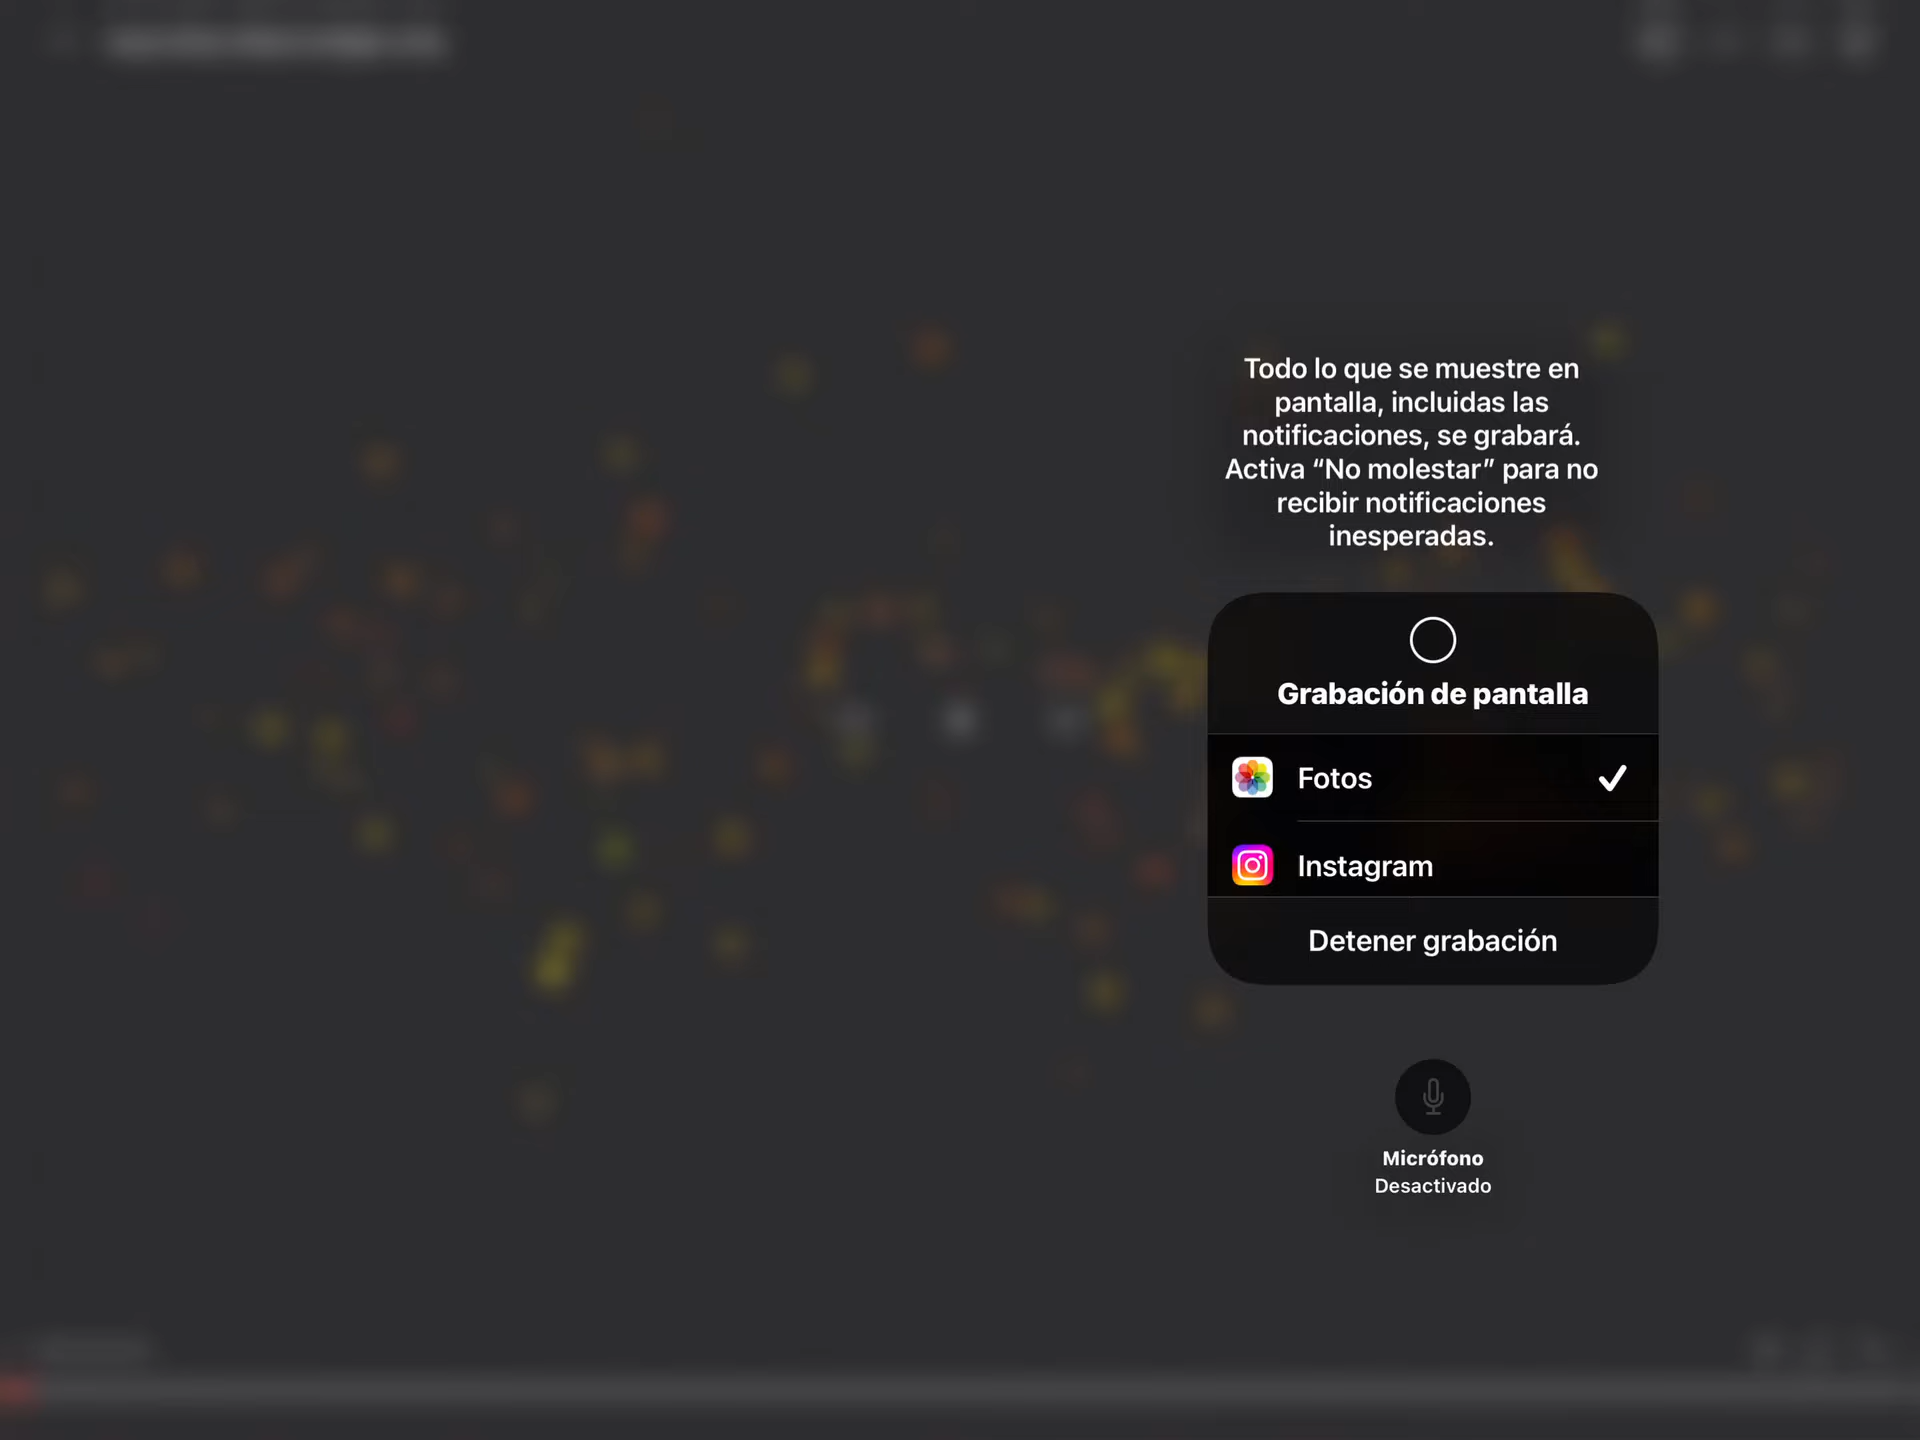 Todo lo que se muestre en
pantalla, incluidas las
notificaciones, se grabará.
Activa “No molestar” para no
recibir notificaciones
inesperadas.
Grabación de pantalla
Fotos
Instagram
Detener grabación
Micrófono
Desactivado